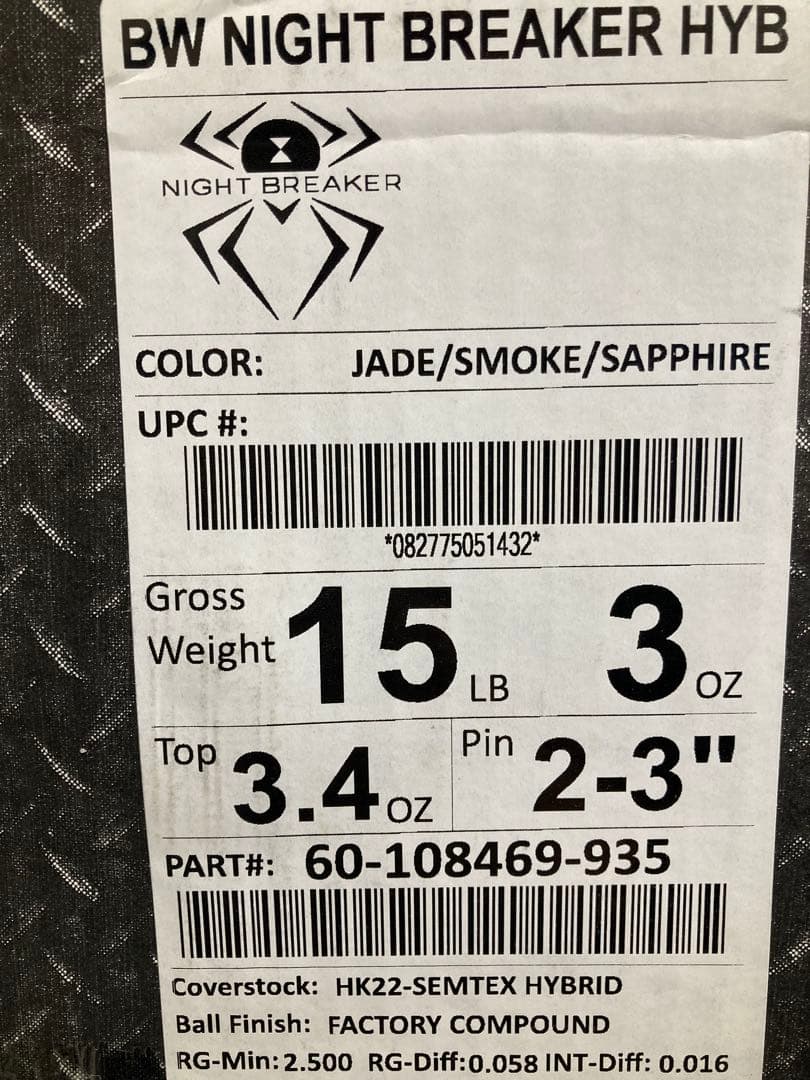 BW NIGHT BREAKER HYB
NIGHT BREAKER
COLOR: JADE/SMOKE/SAPPHIRE
UPC #:
*082775051432*
Gross Weight 15 LB 3 OZ
Top 3.4 OZ Pin 2-3"
PART#: 60-108469-935
Coverstock: HK22-SEMTEX HYBRID
Ball Finish: FACTORY COMPOUND
RG-Min: 2.500 RG-Diff: 0.058 INT-Diff: 0.016